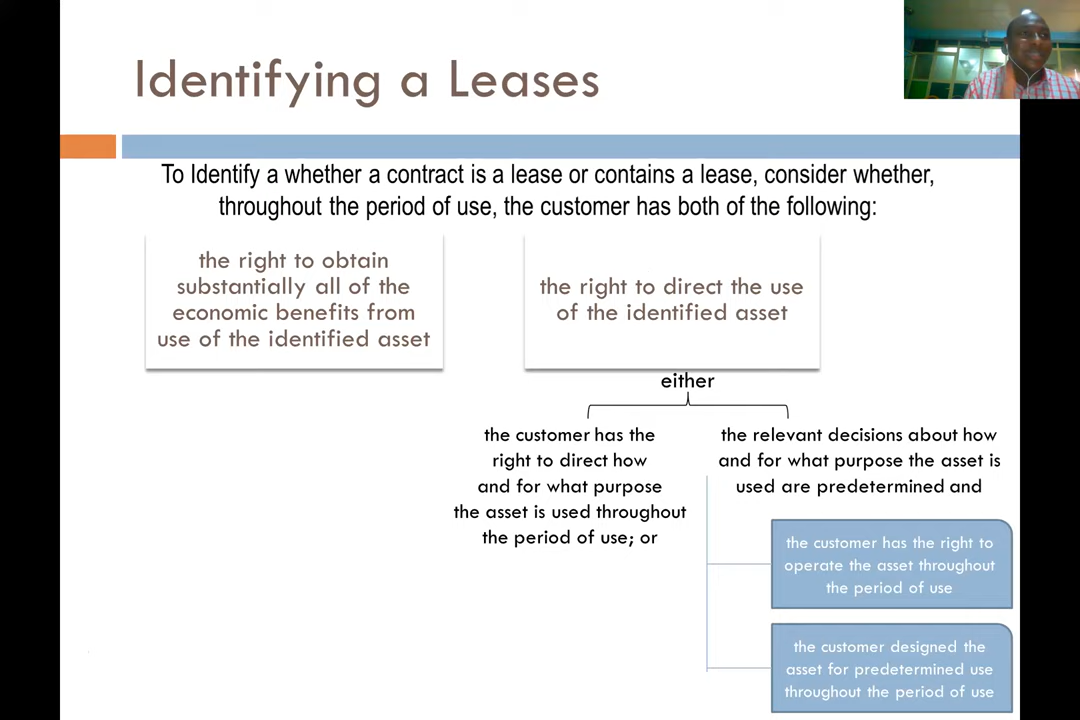 Identifying a Leases
To Identify a whether a contract is a lease or contains a lease, consider whether,
throughout the period of use, the customer has both of the following:
the right to obtain
substantially all of the
economic benefits from
use of the identified asset
the right to direct the use
of the identified asset
either
the customer has the
right to direct how
and for what purpose
the asset is used throughout
the period of use; or
the relevant decisions about how
and for what purpose the asset is
used are predetermined and
the customer has the right to
operate the asset throughout
the period of use
the customer designed the
asset for predetermined use
throughout the period of use